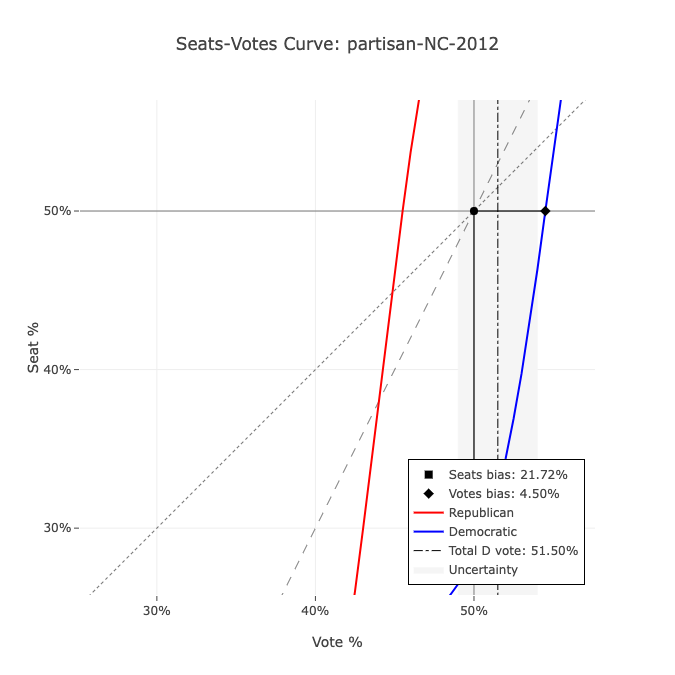 Seats-Votes Curve: partisan-NC-2012
50%
40%
30%
Seat %
Seats bias: 21.72%
Votes bias: 4.50%
Republican
Democratic
Total D vote: 51.50%
Uncertainty
30%
40%
50%
Vote %